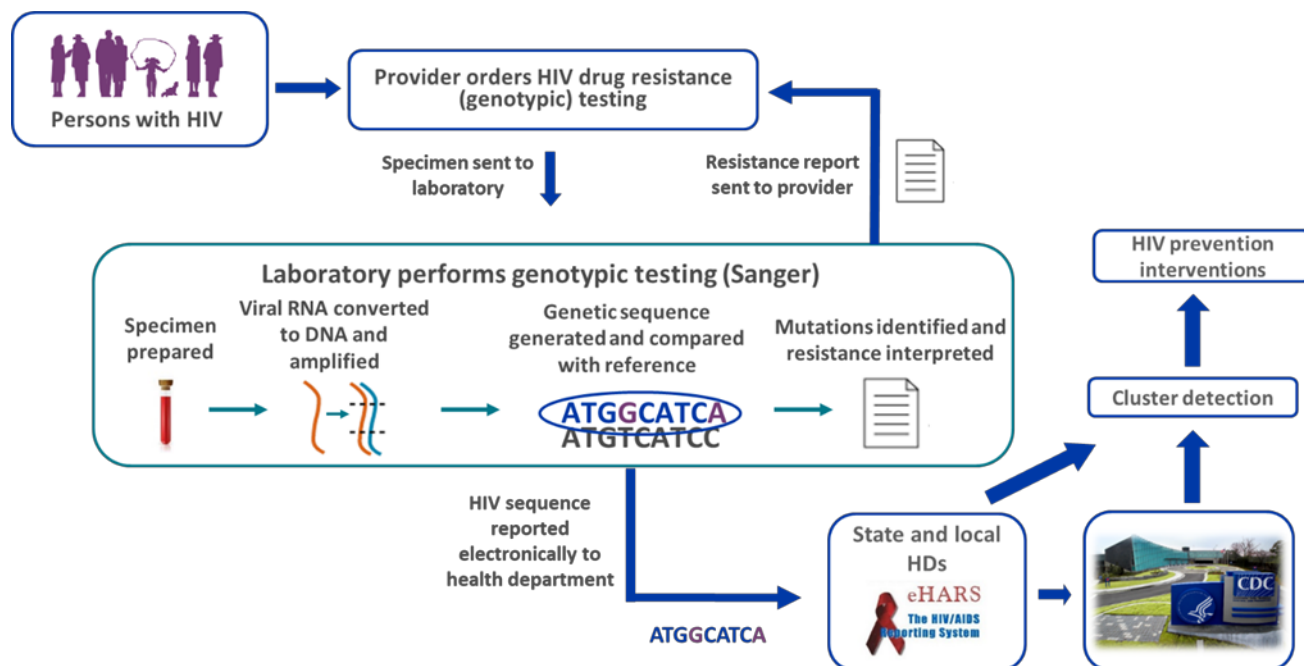 Persons with HIV
Provider orders HIV drug resistance
(genotypic) testing
Specimen sent to
laboratory
Resistance report
sent to provider
Laboratory performs genotypic testing (Sanger)
Specimen
prepared
Viral RNA converted
to DNA and
amplified
Genetic sequence
generated and compared
with reference
ATGGCATCA
ATGTCATCC
Mutations identified and
resistance interpreted
HIV prevention
interventions
Cluster detection
HIV sequence
reported
electronically to
health department
ATGGCATCA
State and local
HDs
eHARS
The HIV/AIDS
Reporting System
CDC